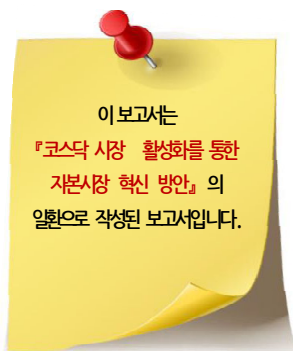 이 보고서는
『코스닥 시장 활성화를 통한
자본시장 혁신 방안』의
일환으로 작성된 보고서입니다.